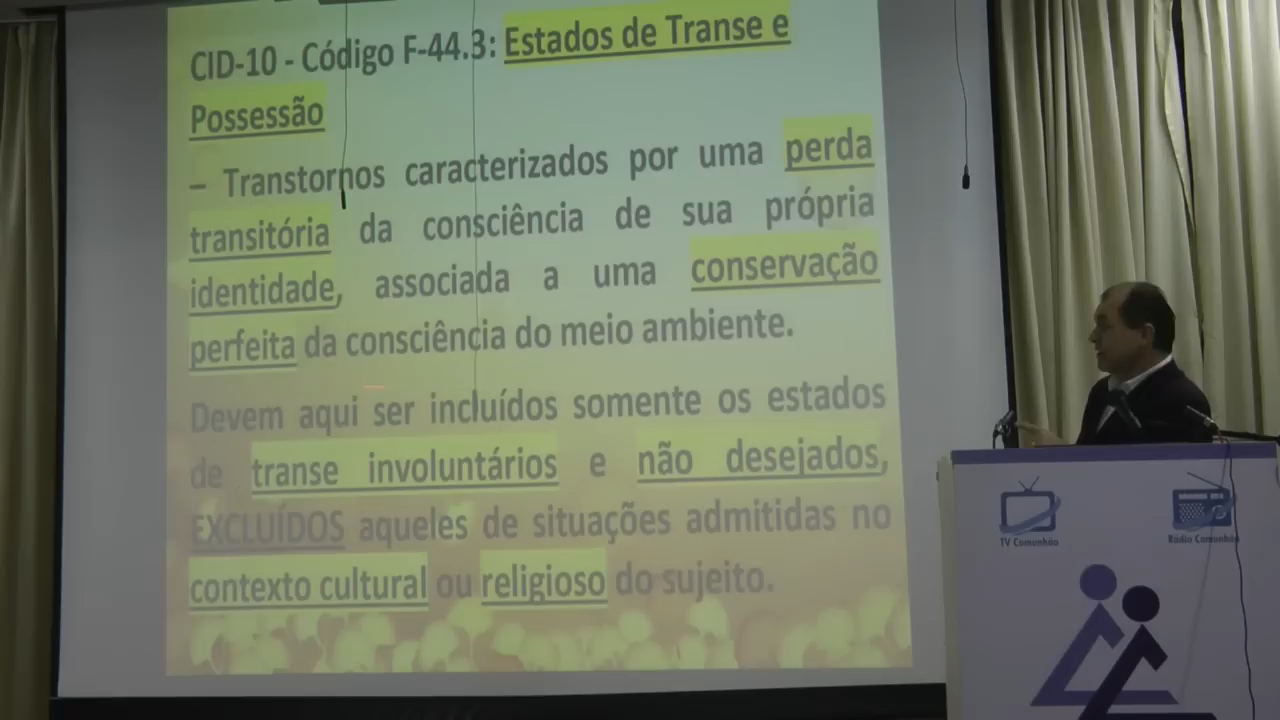 CID-10 - Código F-44.3: Estados de Transe e
Possessão
– Transtornos caracterizados por uma perda
transitória da consciência de sua própria
identidade, associada a uma conservação
perfeita da consciência do meio ambiente.
Devem aqui ser incluídos somente os estados
de transe involuntários e não desejados,
EXCLUÍDOS aqueles de situações admitidas no
contexto cultural ou religioso do sujeito.
TV Comunhão
Rádio Comunhão